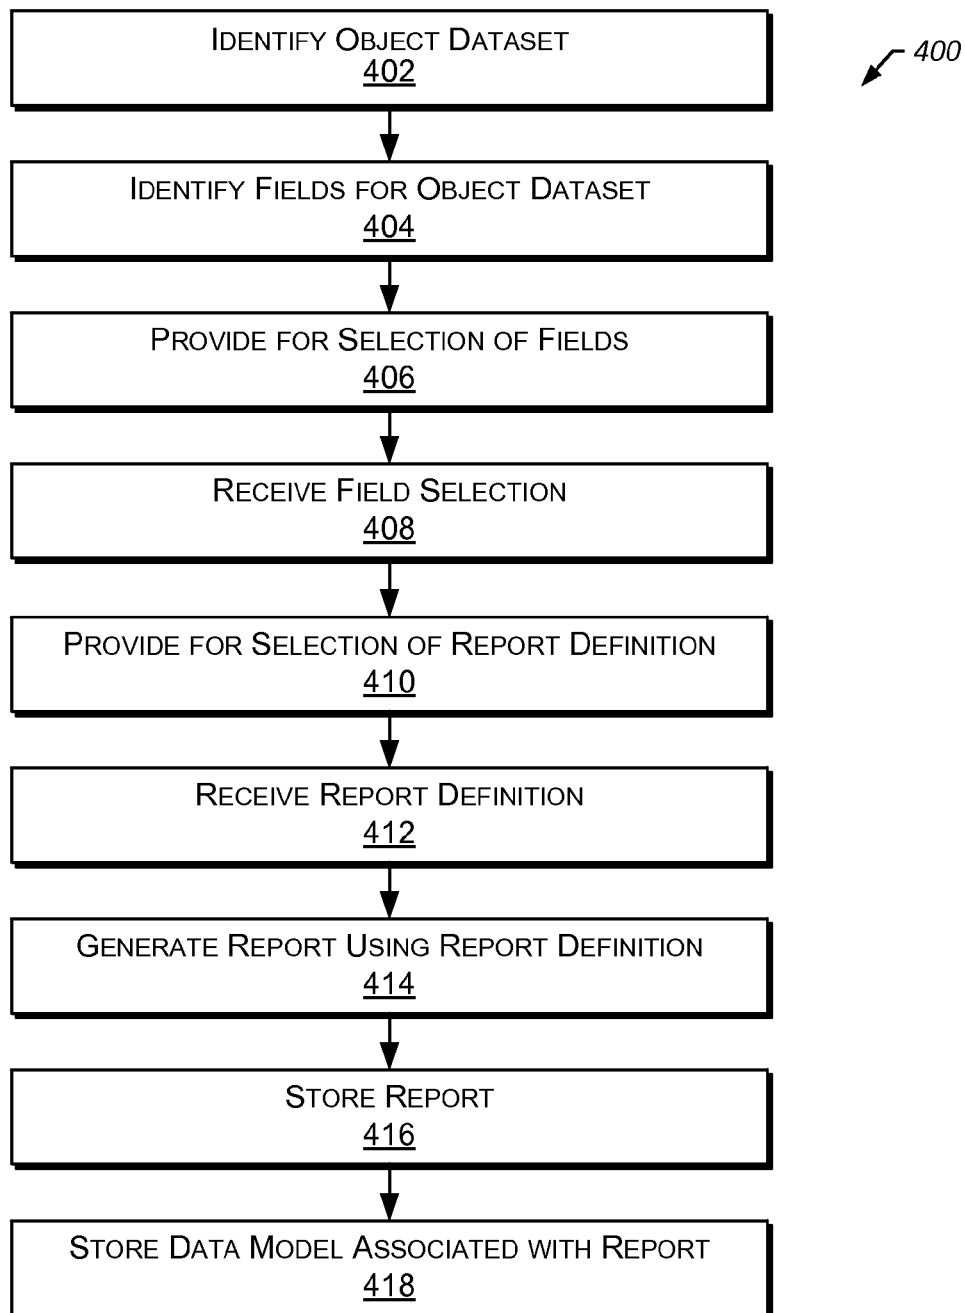 IDENTIFY OBJECT DATASET
402
400
IDENTIFY FIELDS FOR OBJECT DATASET
404
PROVIDE FOR SELECTION OF FIELDS
406
RECEIVE FIELD SELECTION
408
PROVIDE FOR SELECTION OF REPORT DEFINITION
410
RECEIVE REPORT DEFINITION
412
GENERATE REPORT USING REPORT DEFINITION
414
STORE REPORT
416
STORE DATA MODEL ASSOCIATED WITH REPORT
418